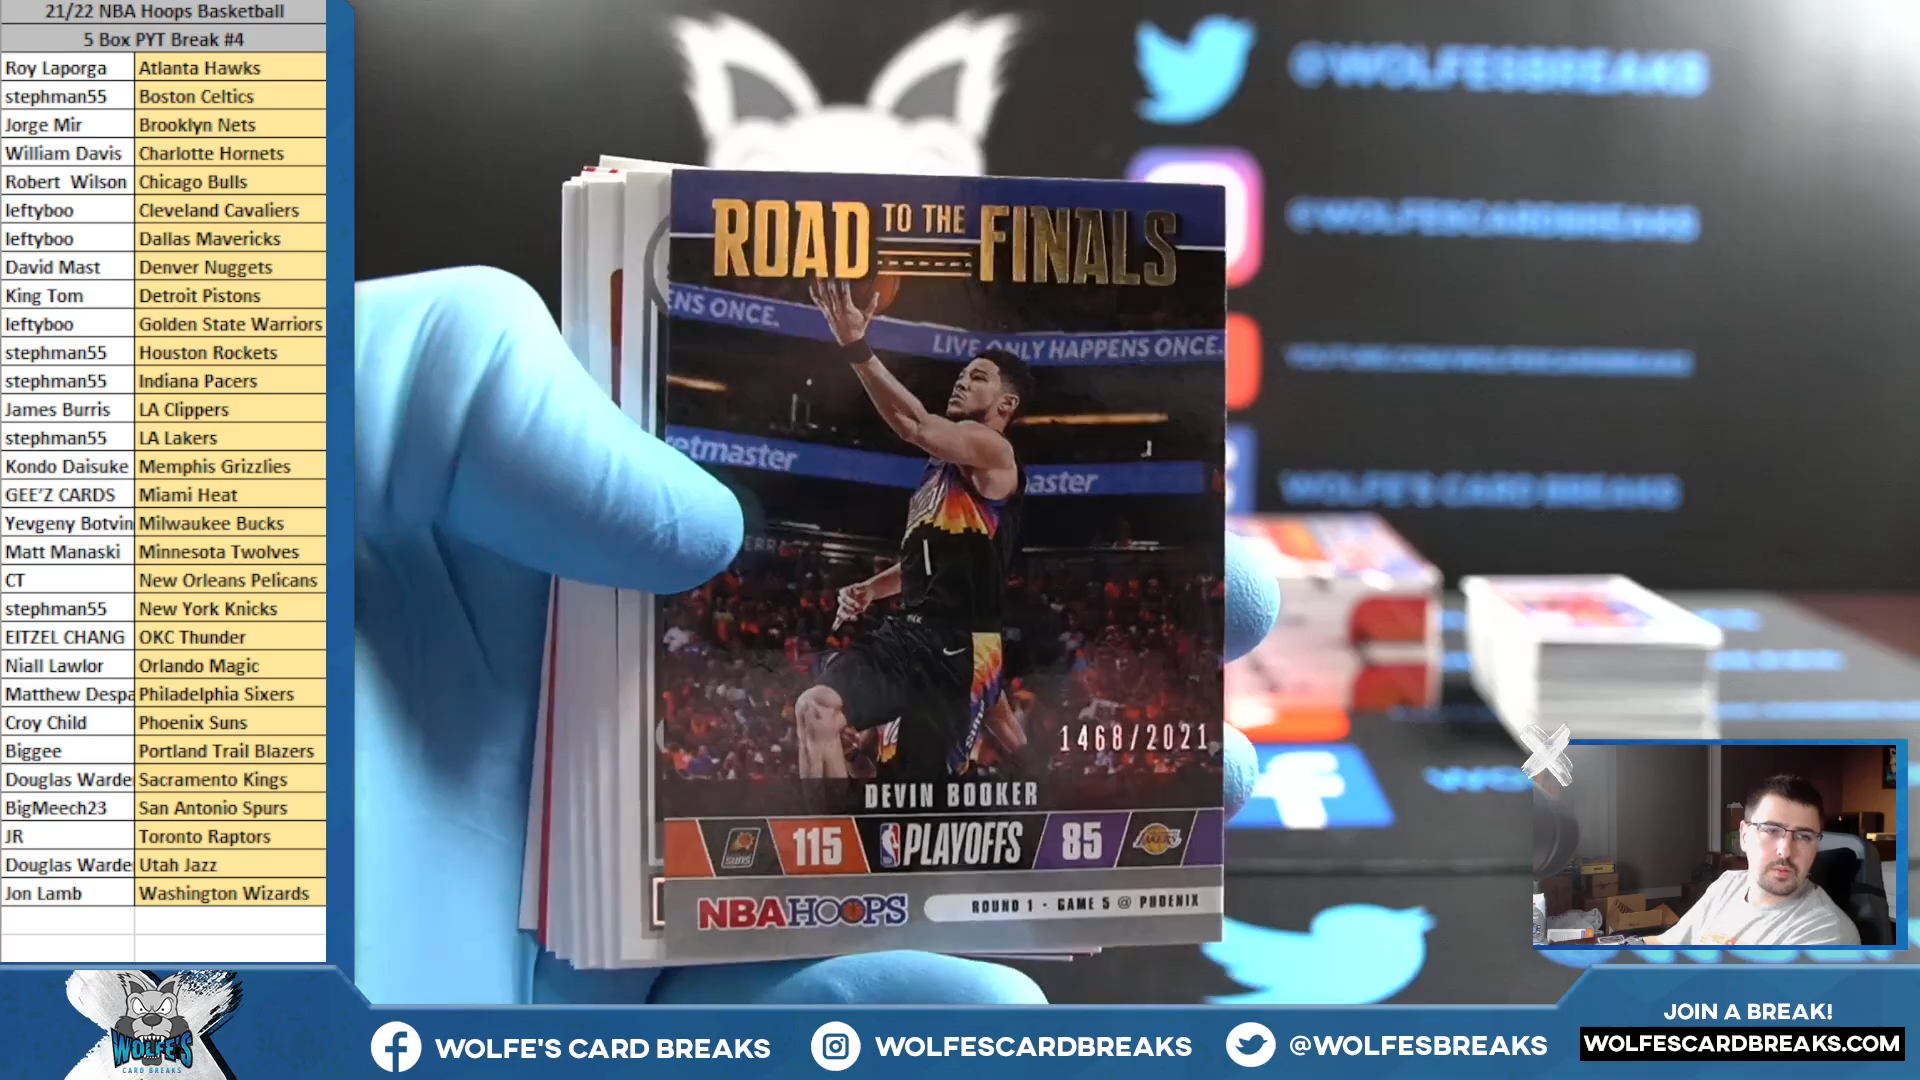 21/22 NBA Hoops Basketball
5 Box PYT Break #4
Roy Laporga Atlanta Hawks
stephman55 Boston Celtics
Jorge Mir Brooklyn Nets
William Davis Charlotte Hornets
Robert Wilson Chicago Bulls
leftyboo Cleveland Cavaliers
leftyboo Dallas Mavericks
David Mast Denver Nuggets
King Tom Detroit Pistons
leftyboo Golden State Warriors
stephman55 Houston Rockets
stephman55 Indiana Pacers
James Burris LA Clippers
stephman55 LA Lakers
Kondo Daisuke Memphis Grizzlies
GEE'Z CARDS Miami Heat
Yevgeny Botvin Milwaukee Bucks
Matt Manaski Minnesota Twolves
CT New Orleans Pelicans
stephman55 New York Knicks
EITZEL CHANG OKC Thunder
Niall Lawlor Orlando Magic
Matthew Despa Philadelphia Sixers
Croy Child Phoenix Suns
Biggee Portland Trail Blazers
Douglas Warde Sacramento Kings
BigMeech23 San Antonio Spurs
JR Toronto Raptors
Douglas Warde Utah Jazz
Jon Lamb Washington Wizards
@WOLFESBREAKS
@WOLFESCARDBREAKS
WOLFE'S CARD BREAKS
ROAD TO THE FINALS
ENS ONCE.
LIVE ONLY HAPPENS ONCE.
etmaster
aster
1
1468/2021
DEVIN BOOKER
SUNS 115 PLAYOFFS 85 LAKERS
NBA HOOPS ROUND 1 - GAME 5 @ PHOENIX
WOLFE'S
CARD BREAKS
WOLFE'S CARD BREAKS
WOLFESCARDBREAKS
@WOLFESBREAKS
JOIN A BREAK!
WOLFESCARDBREAKS.COM